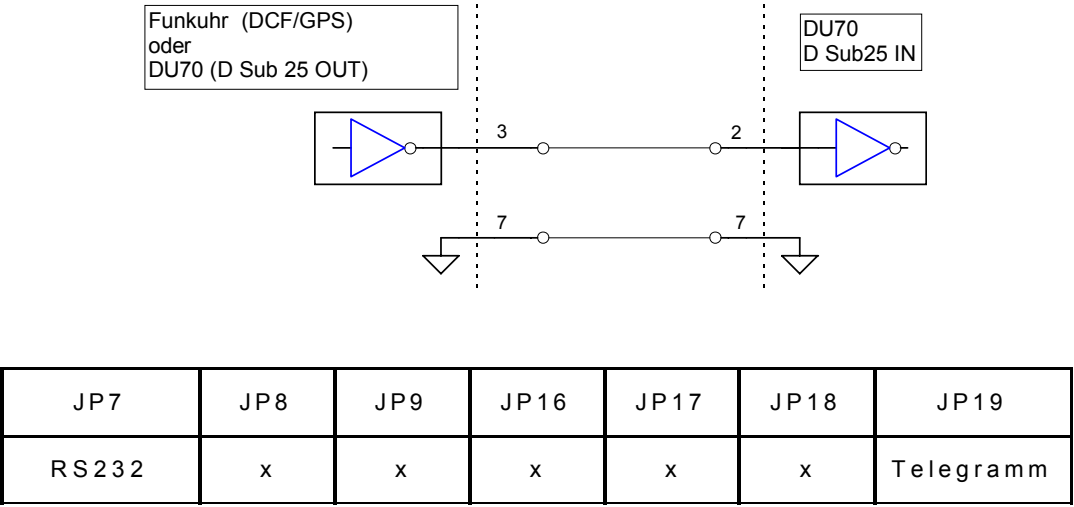 Funkuhr (DCF/GPS)
oder
DU70 (D Sub 25 OUT)
DU70
D Sub25 IN
3
2
7
7
JP7 JP8 JP9 JP16 JP17 JP18 JP19
RS232 x x x x x Telegramm